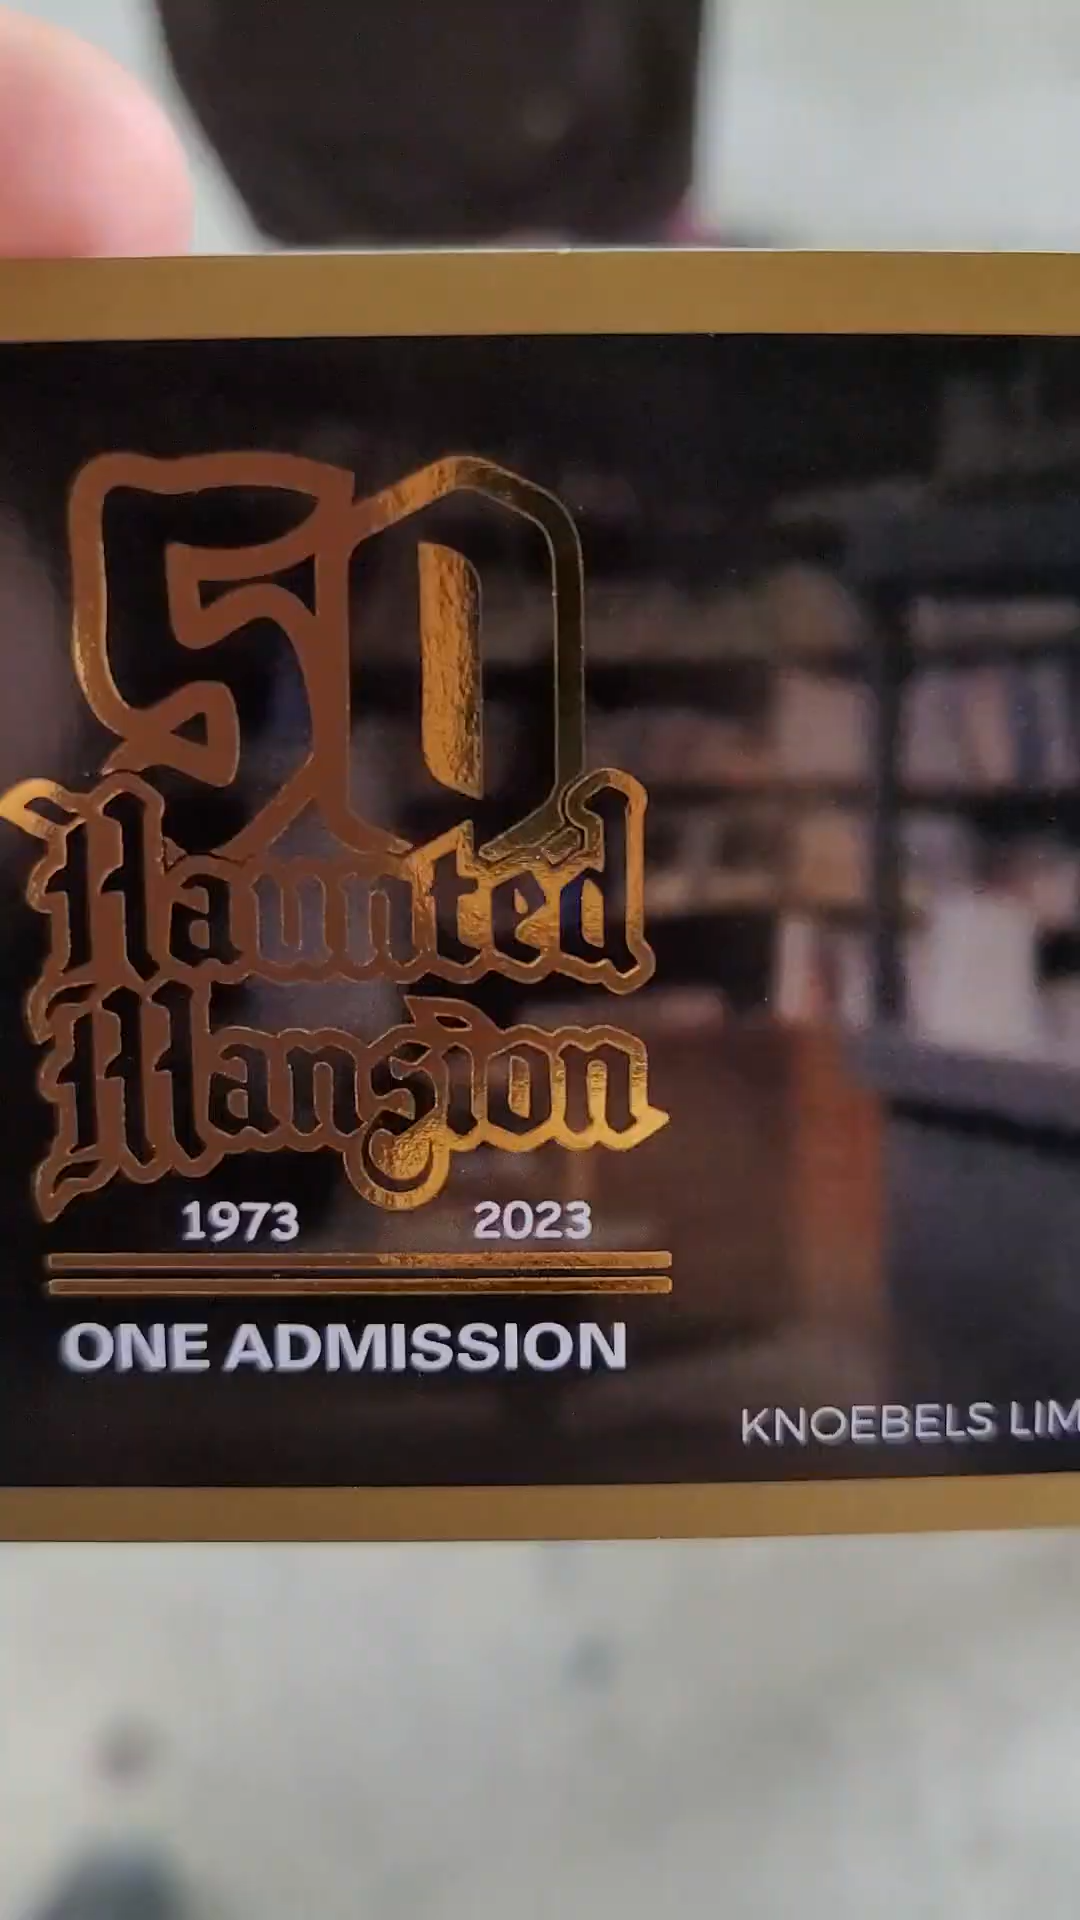 50
Haunted
Mansion
1973 2023
ONE ADMISSION
KNOEBELS LIM